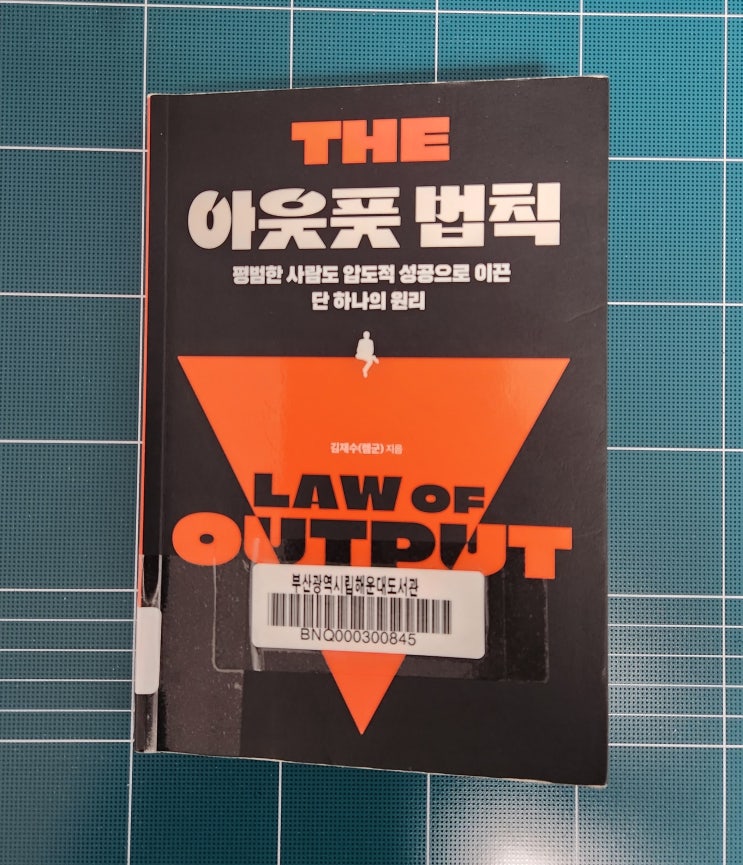 THE
아웃풋 법칙
평범한 사람도 압도적 성공으로 이끈
단 하나의 원리
김재수(렘군) 지음
LAW OF
OUTPUT
부산광역시립해운대도서관
BNQ000300845